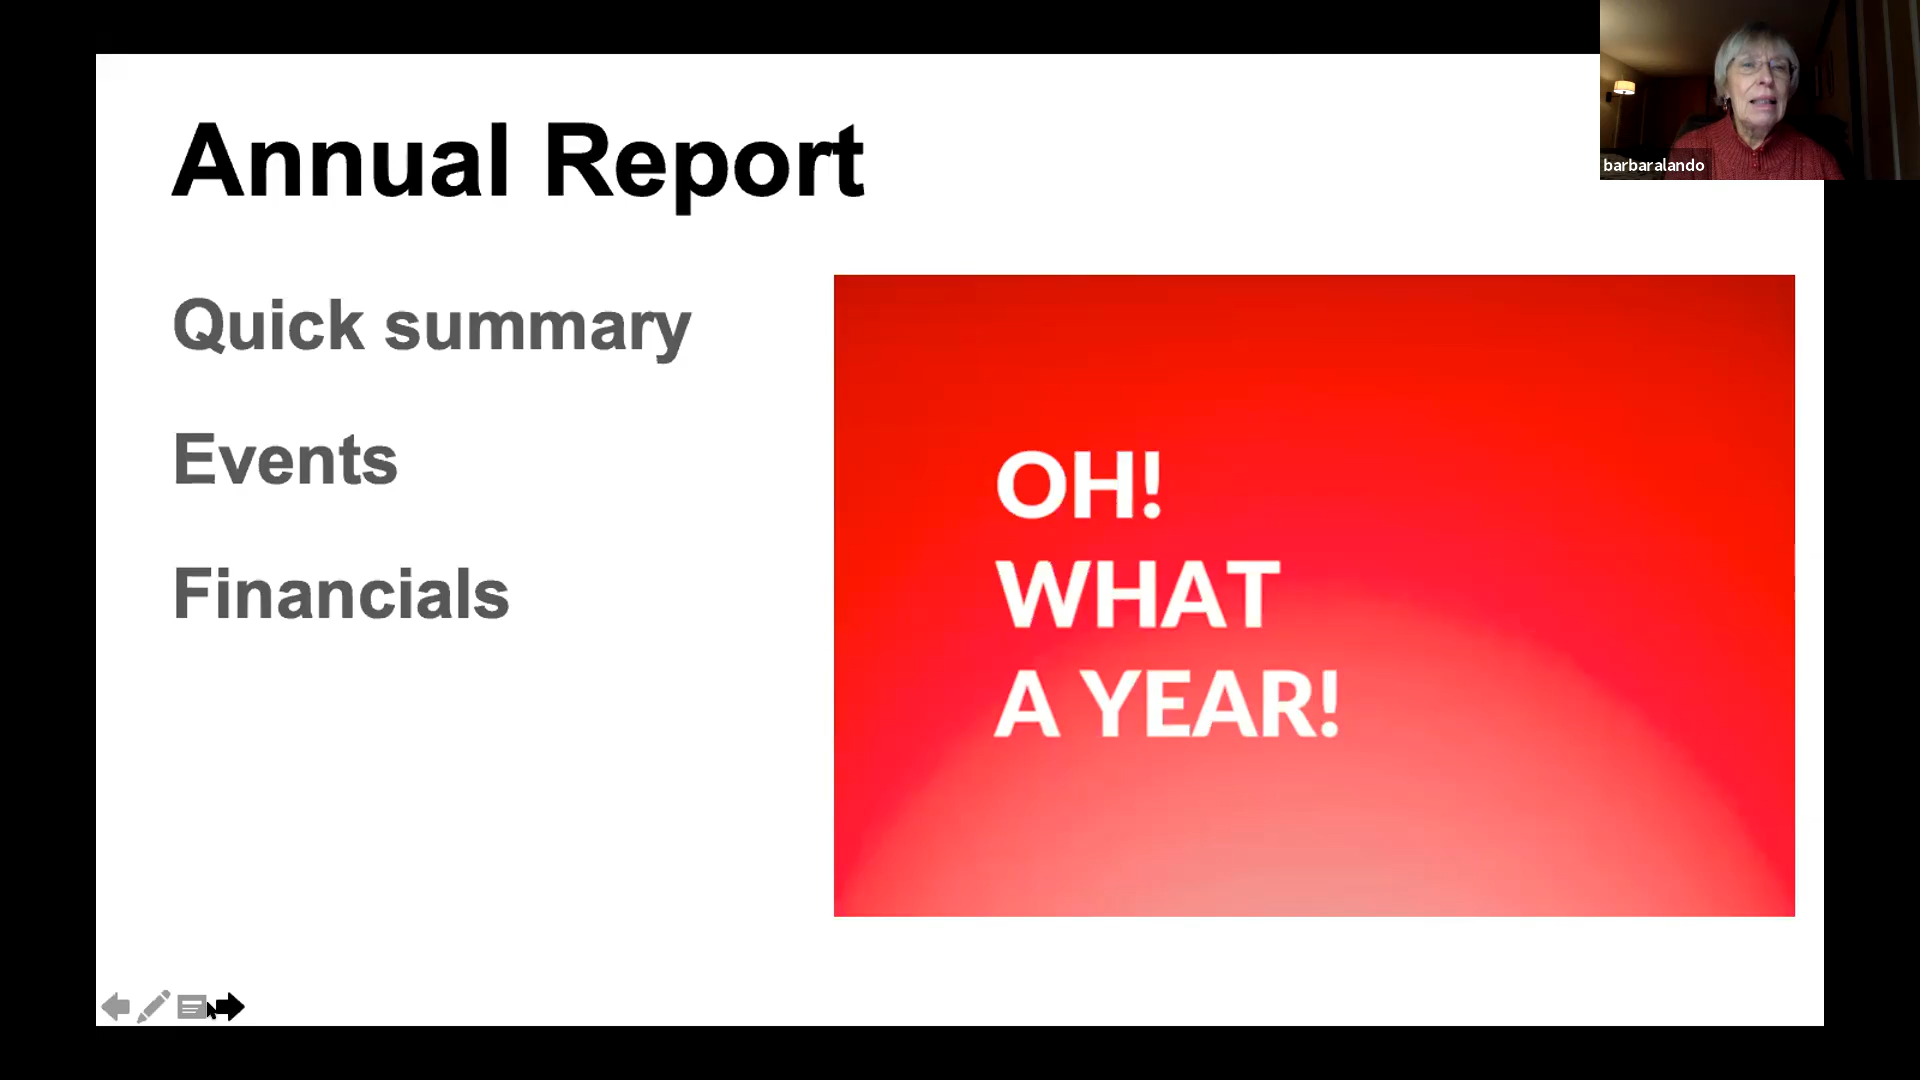 Annual Report
barbaralando
Quick summary
Events
Financials
OH!
WHAT
A YEAR!